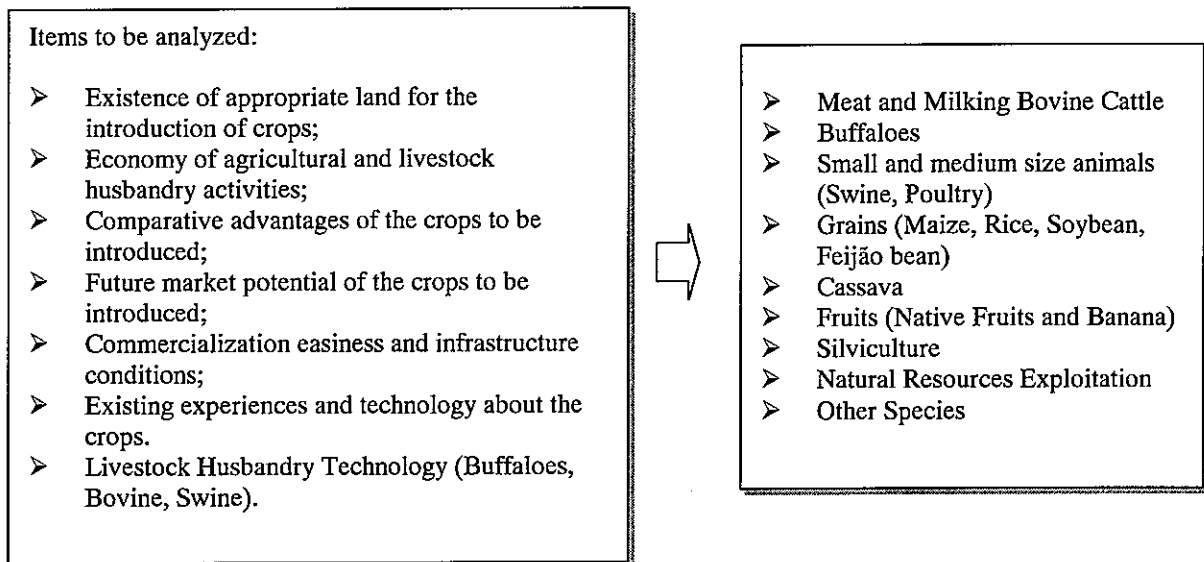 Items to be analyzed:
➢ Existence of appropriate land for the
introduction of crops;
➢ Economy of agricultural and livestock
husbandry activities;
➢ Comparative advantages of the crops to be
introduced;
➢ Future market potential of the crops to be
introduced;
➢ Commercialization easiness and infrastructure
conditions;
➢ Existing experiences and technology about the
crops.
➢ Livestock Husbandry Technology (Buffaloes,
Bovine, Swine).
➢ Meat and Milking Bovine Cattle
➢ Buffaloes
➢ Small and medium size animals
(Swine, Poultry)
➢ Grains (Maize, Rice, Soybean,
Feijão bean)
➢ Cassava
➢ Fruits (Native Fruits and Banana)
➢ Silviculture
➢ Natural Resources Exploitation
➢ Other Species